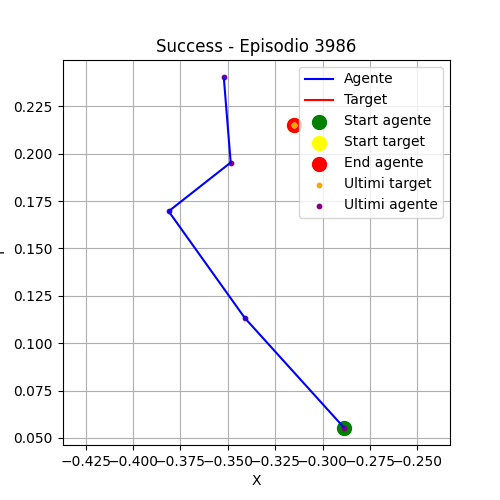 Success - Episodio 3986
Agente
Target
Start agente
Start target
End agente
Ultimi target
Ultimi agente
0.225
0.200
0.175
0.150
0.125
0.100
0.075
0.050
−0.425 −0.400 −0.375 −0.350 −0.325 −0.300 −0.275 −0.250
X